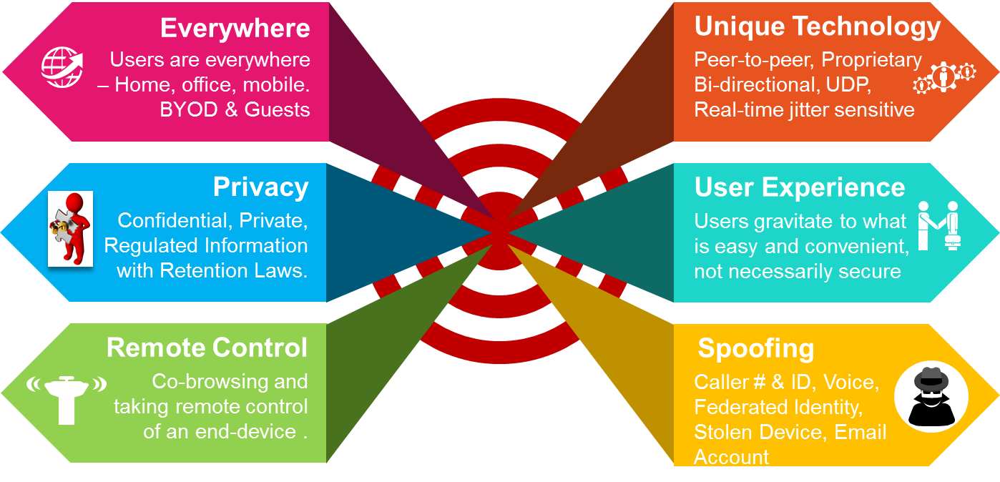 Everywhere
Users are everywhere
– Home, office, mobile.
BYOD & Guests
Unique Technology
Peer-to-peer, Proprietary
Bi-directional, UDP,
Real-time jitter sensitive
Privacy
Confidential, Private,
Regulated Information
with Retention Laws.
User Experience
Users gravitate to what
is easy and convenient,
not necessarily secure
Remote Control
Co-browsing and
taking remote control
of an end-device .
Spoofing
Caller # & ID, Voice,
Federated Identity,
Stolen Device, Email
Account